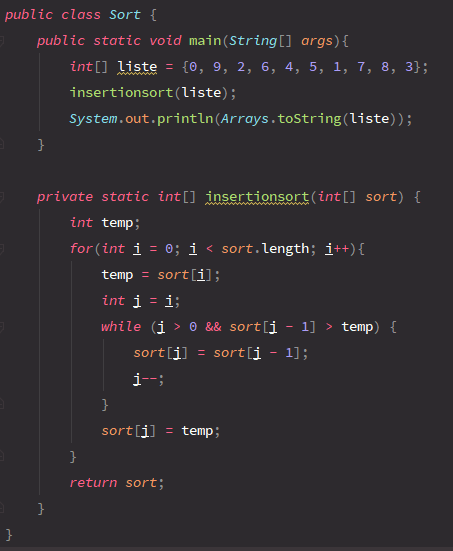 public class Sort {
public static void main(String[] args){
int[] liste = {0, 9, 2, 6, 4, 5, 1, 7, 8, 3};
insertionsort(liste);
System.out.println(Arrays.toString(liste));
}
private static int[] insertionsort(int[] sort) {
int temp;
for(int i = 0; i < sort.length; i++){
temp = sort[i];
int j = i;
while (j > 0 && sort[j - 1] > temp) {
sort[j] = sort[j - 1];
j--;
}
sort[j] = temp;
}
return sort;
}
}